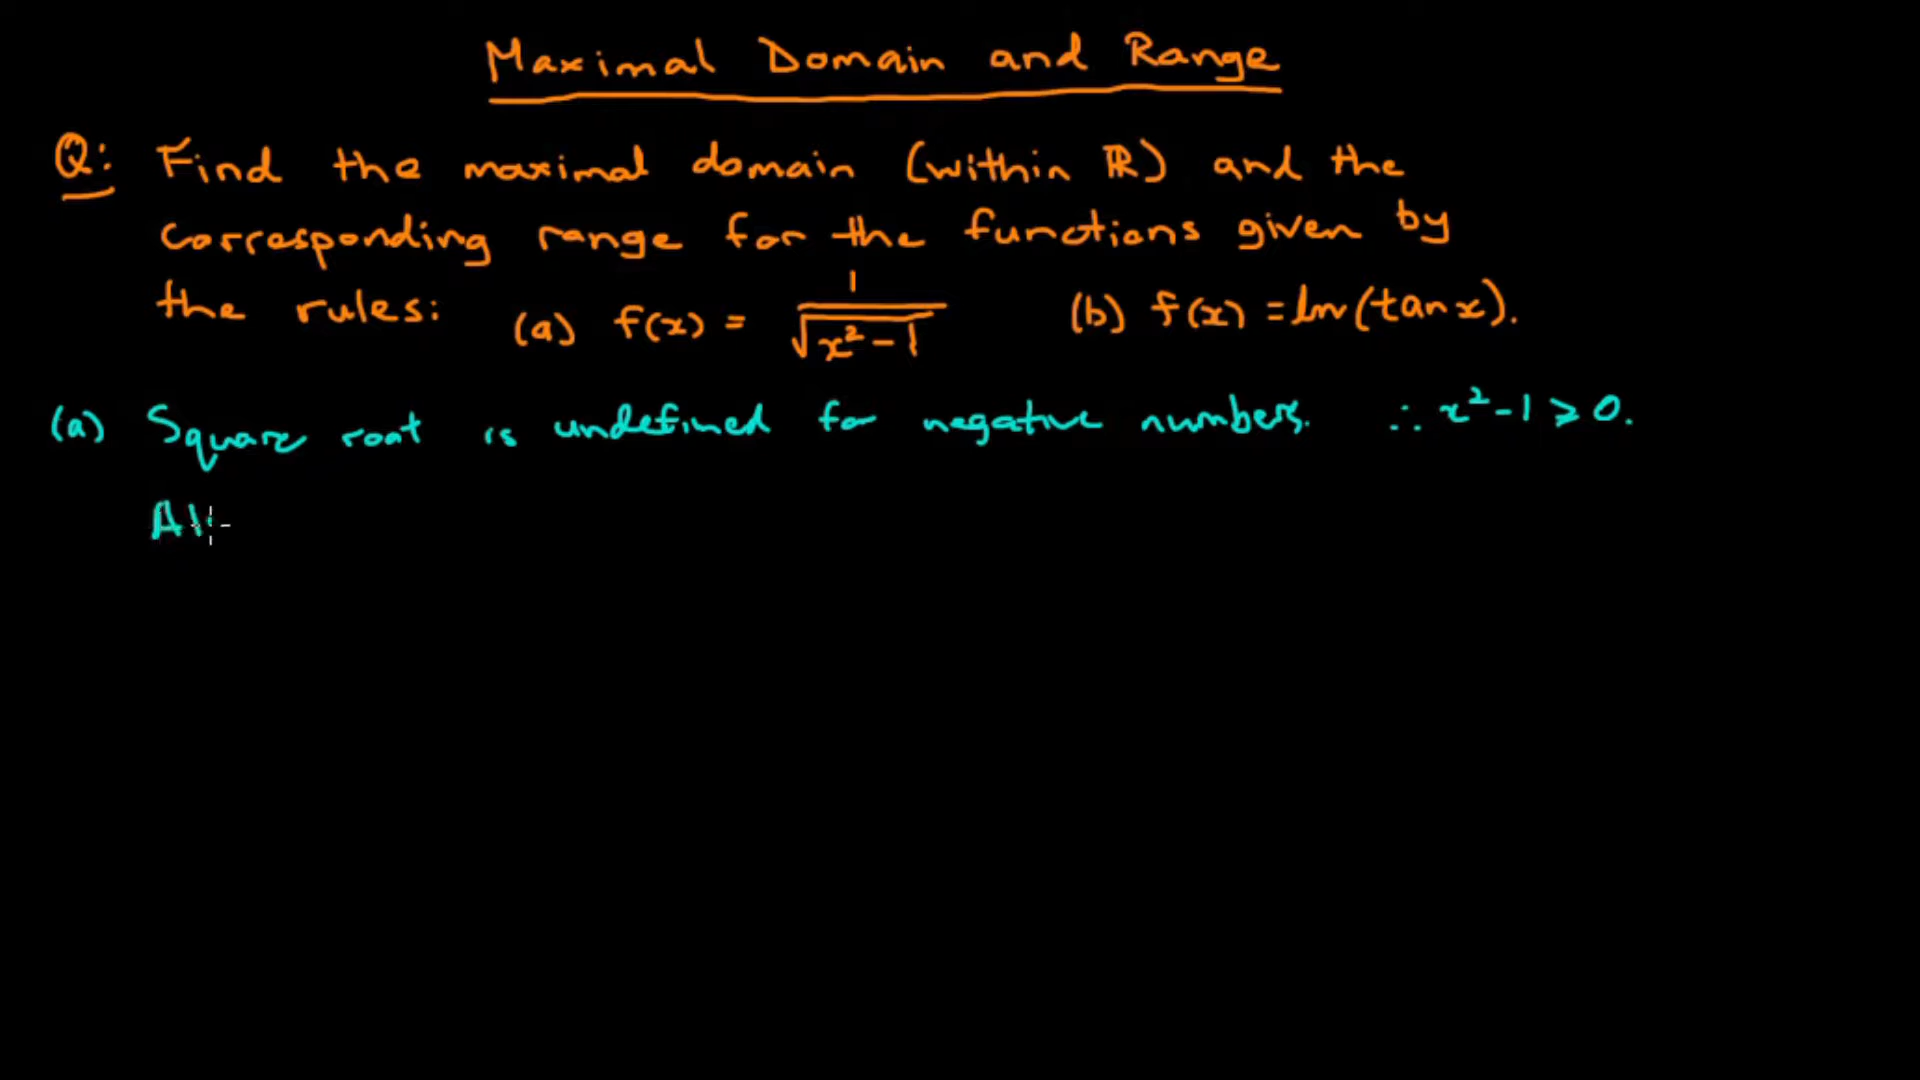 Maximal Domain and Range
Q: Find the maximal domain (within ℝ) and the
corresponding range for the functions given by
the rules: (a) f(x) = 1/√(x²-1) (b) f(x) = ln(tanx).
(a) Square root is undefined for negative numbers. ∴ x²-1 ≥ 0.
Al